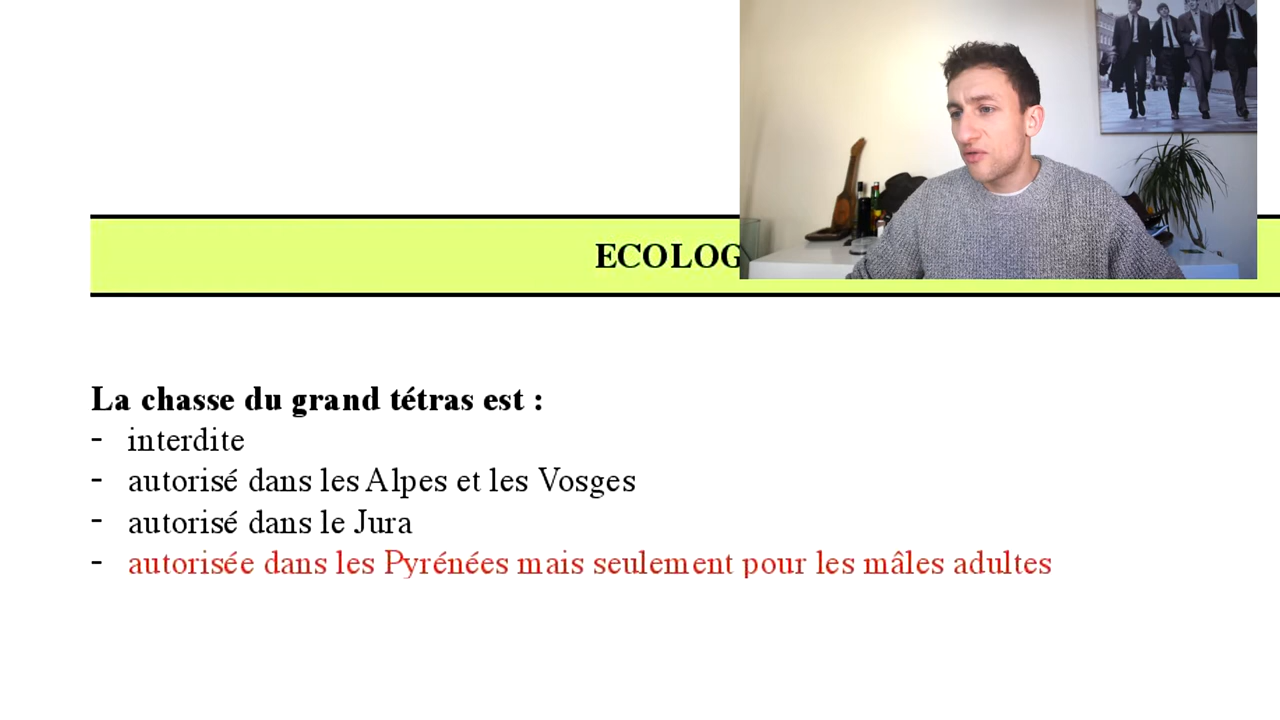 ECOLOG
La chasse du grand tétras est :
- interdite
- autorisé dans les Alpes et les Vosges
- autorisé dans le Jura
- autorisée dans les Pyrénées mais seulement pour les mâles adultes